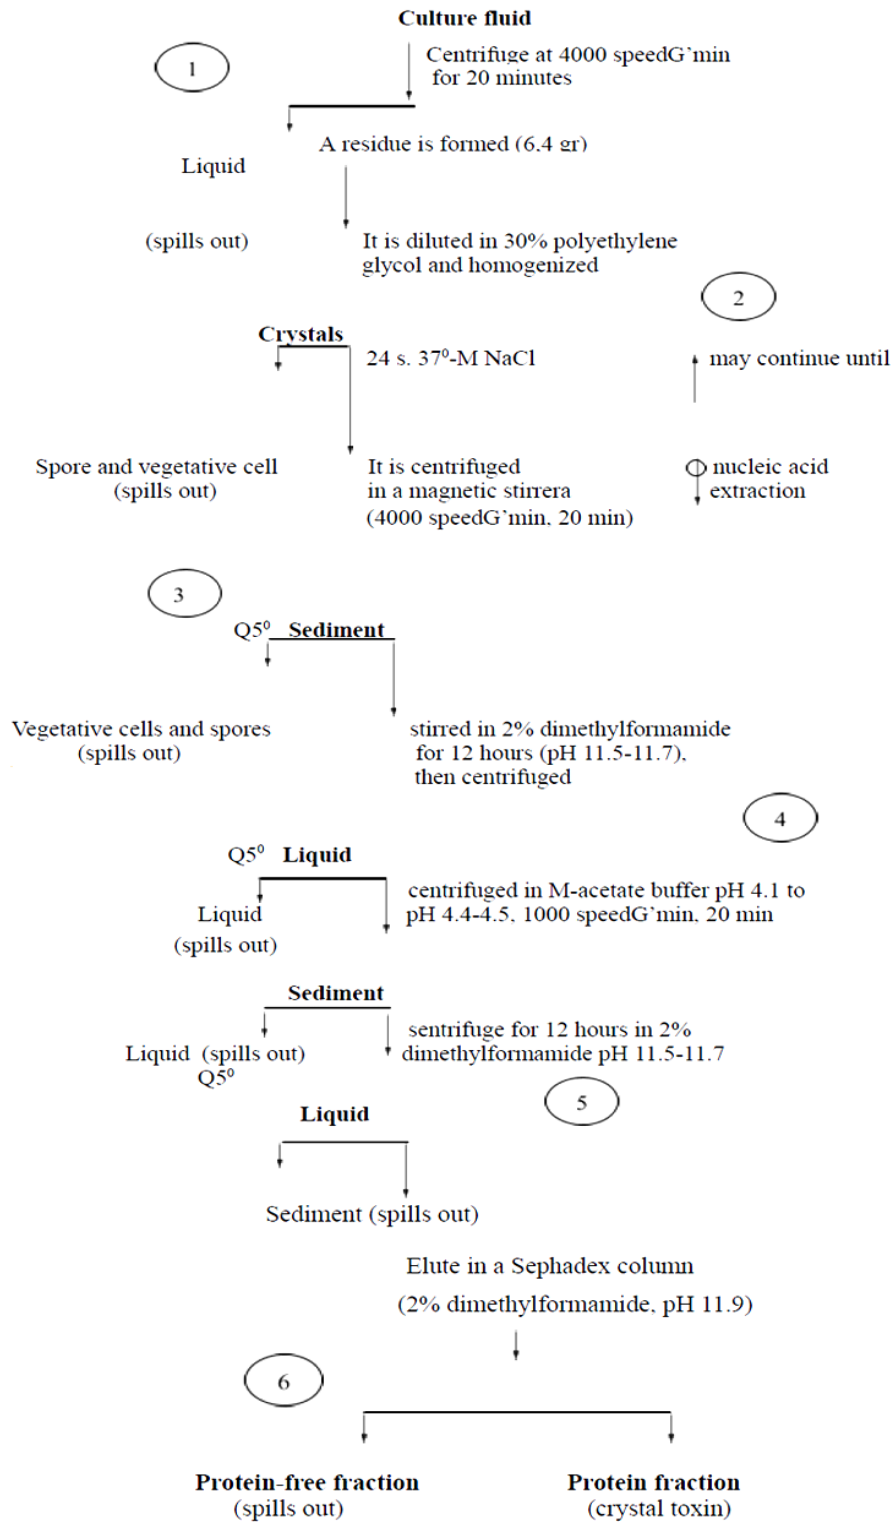 Culture fluid
1
Centrifuge at 4000 speedG`min
for 20 minutes
A residue is formed (6.4 gr)
Liquid
(spills out)
It is diluted in 30% polyethylene
glycol and homogenized
2
Crystals
24 s. 37⁰-M NaCl
may continue until
Spore and vegetative cell
(spills out)
It is centrifuged
in a magnetic stirrera
(4000 speedG`min, 20 min)
nucleic acid
extraction
3
Q5⁰ Sediment
Vegetative cells and spores
(spills out)
stirred in 2% dimethylformamide
for 12 hours (pH 11.5-11.7),
then centrifuged
4
Q5⁰ Liquid
Liquid
(spills out)
centrifuged in M-acetate buffer pH 4.1 to
pH 4.4-4.5, 1000 speedG`min, 20 min
Sediment
Liquid (spills out)
Q5⁰
sentrifuge for 12 hours in 2%
dimethylformamide pH 11.5-11.7
5
Liquid
Sediment (spills out)
Elute in a Sephadex column
(2% dimethylformamide, pH 11.9)
6
Protein-free fraction
(spills out)
Protein fraction
(crystal toxin)